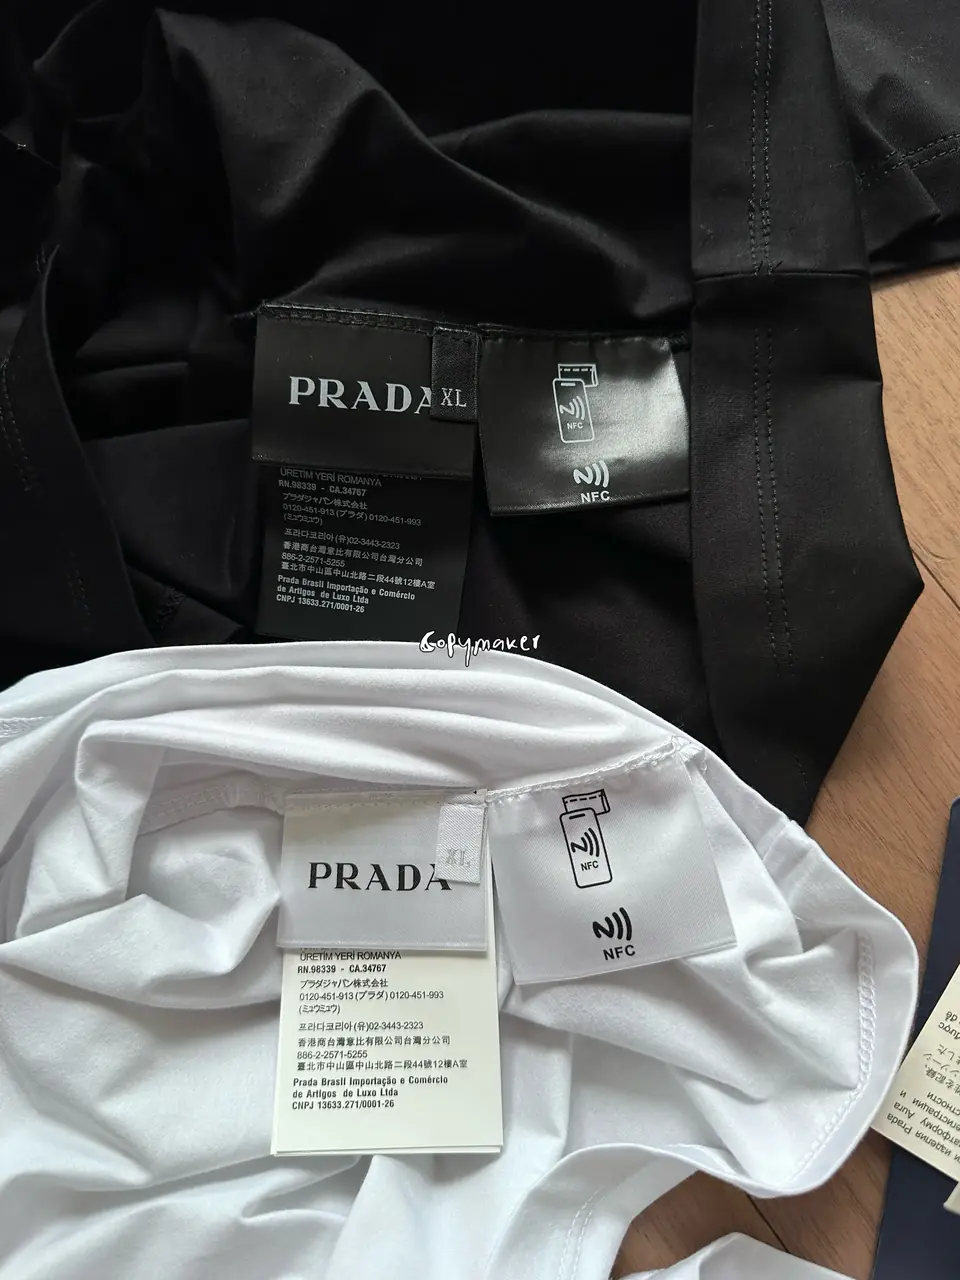 PRADA
XL
NFC
NFC
ÜRETİM YERİ ROMANYA
RN.98339 - CA.34767
プラダジャパン株式会社
0120-451-913 (プラダ) 0120-451-993
(ミュウミュウ)
프라다코리아(유)02-3443-2323
香港商台灣意比有限公司台灣分公司
886-2-2571-5255
臺北市中山區中山北路二段44號12樓A室
Prada Brasil Importação e Comércio
de Artigos de Luxo Ltda
CNPJ 13633.271/0001-26
Copymaker
PRADA
XL
NFC
NFC
ÜRETİM YERİ ROMANYA
RN.98339 - CA.34767
プラダジャパン株式会社
0120-451-913 (プラダ) 0120-451-993
(ミュウミュウ)
프라다코리아(유)02-3443-2323
香港商台灣意比有限公司台灣分公司
886-2-2571-5255
臺北市中山區中山北路二段44號12樓A室
Prada Brasil Importação e Comércio
de Artigos de Luxo Ltda
CNPJ 13633.271/0001-26
изделия Prada
Aura